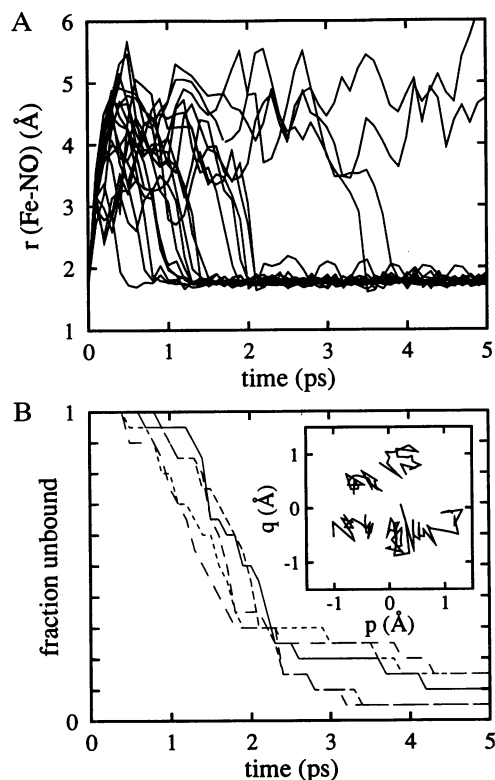 A
6
5
4
3
2
1
r (Fe-NO) (Å)
0 1 2 3 4 5
time (ps)
B
1
0
fraction unbound
1
0
-1
q (Å)
-1 0 1
p (Å)
0 1 2 3 4 5
time (ps)